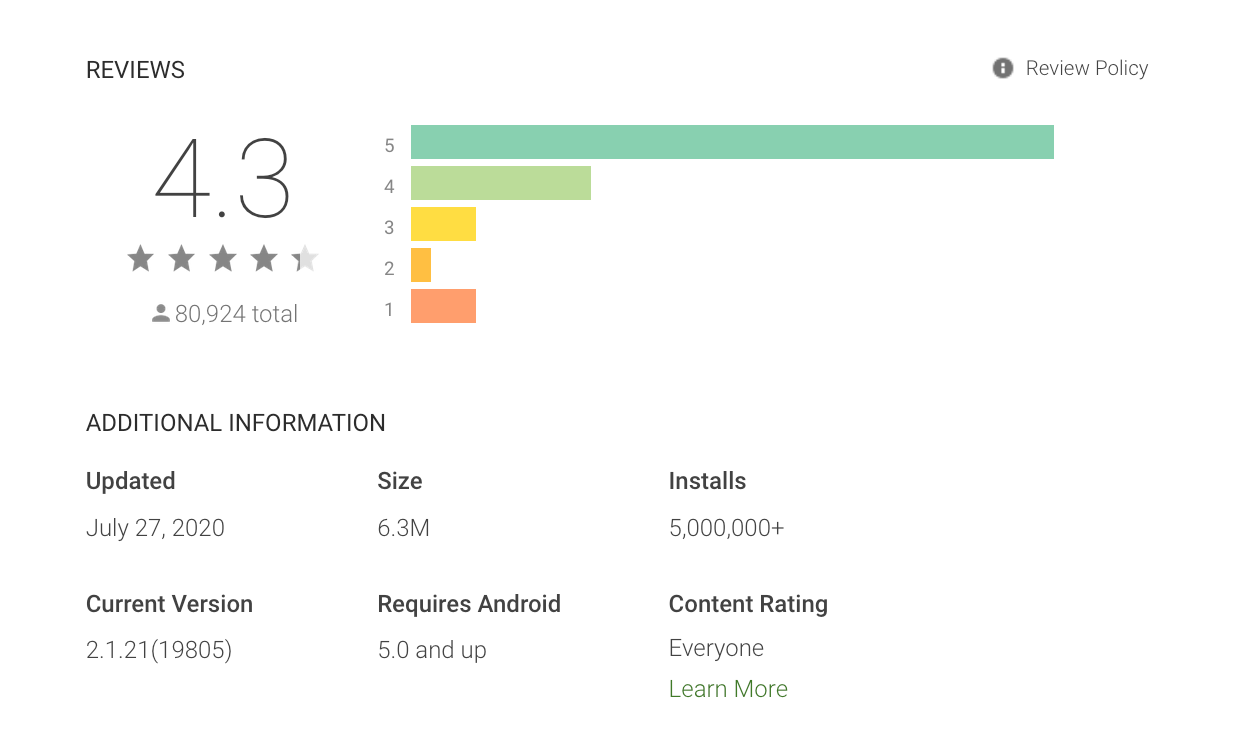 REVIEWS
Review Policy
4.3
80,924 total
5
4
3
2
1
ADDITIONAL INFORMATION
Updated
July 27, 2020
Size
6.3M
Installs
5,000,000+
Current Version
2.1.21(19805)
Requires Android
5.0 and up
Content Rating
Everyone
Learn More